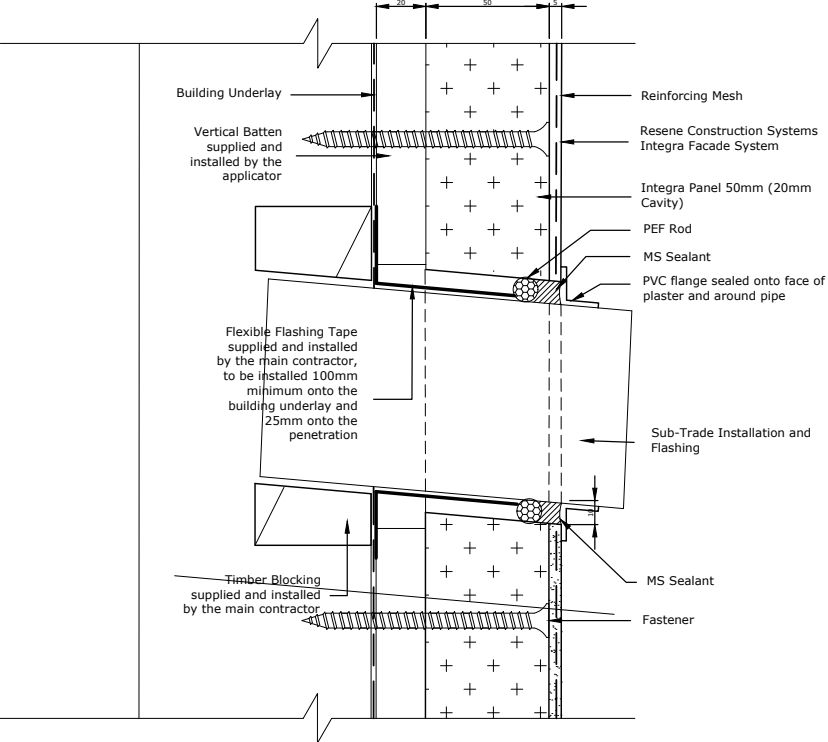 20
50
5
Building Underlay
Reinforcing Mesh
Vertical Batten
supplied and
installed by the
applicator
Resene Construction Systems
Integra Facade System
Integra Panel 50mm (20mm
Cavity)
PEF Rod
MS Sealant
PVC flange sealed onto face of
plaster and around pipe
Flexible Flashing Tape
supplied and installed
by the main contractor,
to be installed 100mm
minimum onto the
building underlay and
25mm onto the
penetration
Sub-Trade Installation and
Flashing
10
Timber Blocking
supplied and installed
by the main contractor
MS Sealant
Fastener